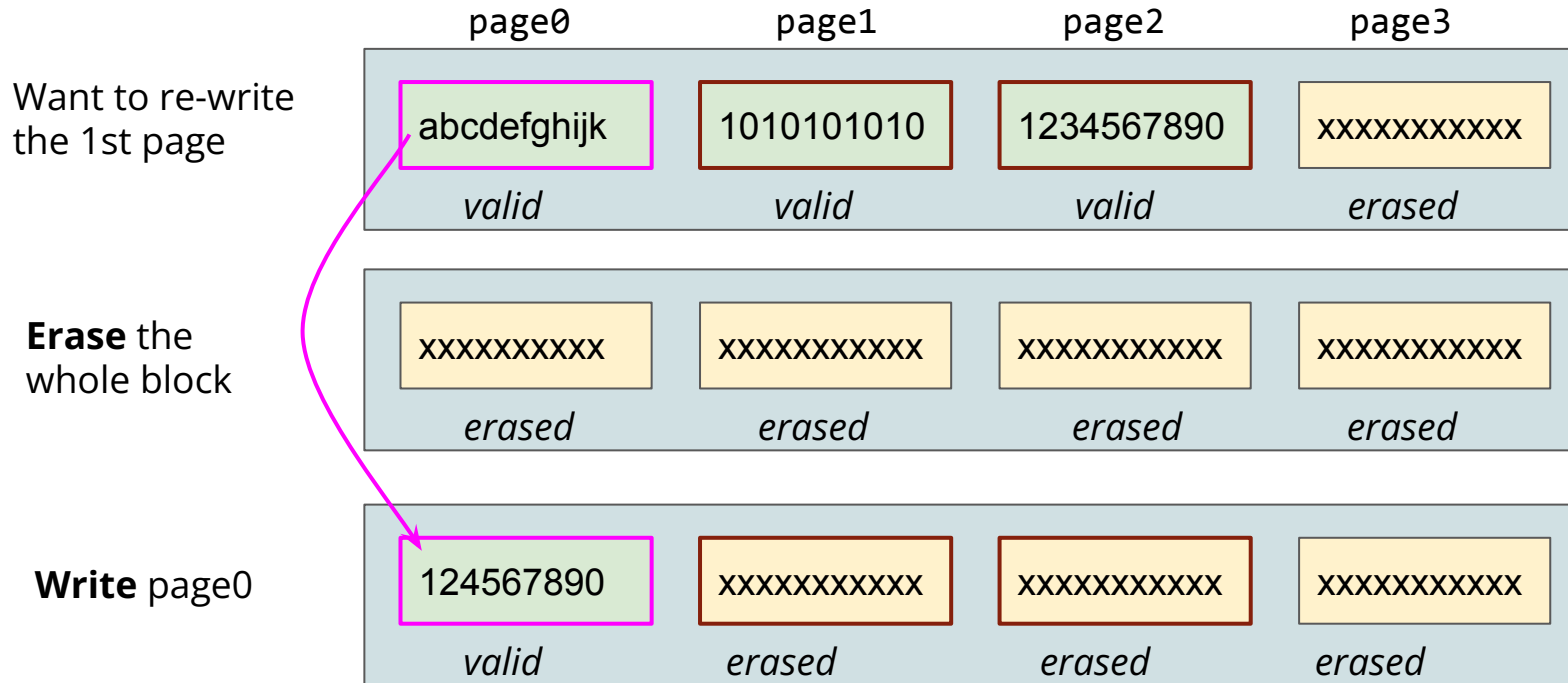 page0 page1 page2 page3
Want to re-write
the 1st page
abcdefghijk 1010101010 1234567890 xxxxxxxxxxx
valid valid valid erased
Erase the
whole block
xxxxxxxxxx xxxxxxxxxxx xxxxxxxxxxx xxxxxxxxxxx
erased erased erased erased
Write page0
124567890 xxxxxxxxxxx xxxxxxxxxxx xxxxxxxxxxx
valid erased erased erased